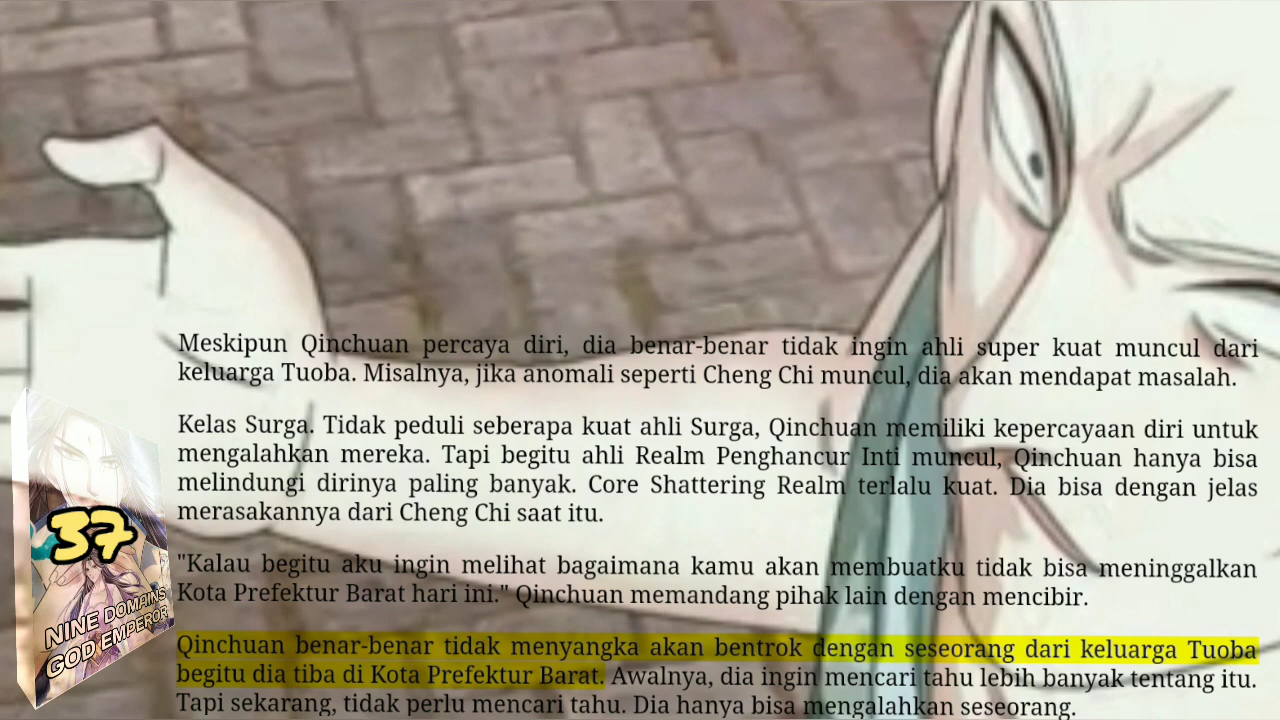 Meskipun Qinchuan percaya diri, dia benar-benar tidak ingin ahli super kuat muncul dari
keluarga Tuoba. Misalnya, jika anomali seperti Cheng Chi muncul, dia akan mendapat masalah.
Kelas Surga. Tidak peduli seberapa kuat ahli Surga, Qinchuan memiliki kepercayaan diri untuk
mengalahkan mereka. Tapi begitu ahli Realm Penghancur Inti muncul, Qinchuan hanya bisa
melindungi dirinya paling banyak. Core Shattering Realm terlalu kuat. Dia bisa dengan jelas
merasakannya dari Cheng Chi saat itu.
"Kalau begitu aku ingin melihat bagaimana kamu akan membuatku tidak bisa meninggalkan
Kota Prefektur Barat hari ini." Qinchuan memandang pihak lain dengan mencibir.
Qinchuan benar-benar tidak menyangka akan bentrok dengan seseorang dari keluarga Tuoba
begitu dia tiba di Kota Prefektur Barat. Awalnya, dia ingin mencari tahu lebih banyak tentang itu.
Tapi sekarang, tidak perlu mencari tahu. Dia hanya bisa mengalahkan seseorang.
37
NINE DOMAINS
GOD EMPEROR